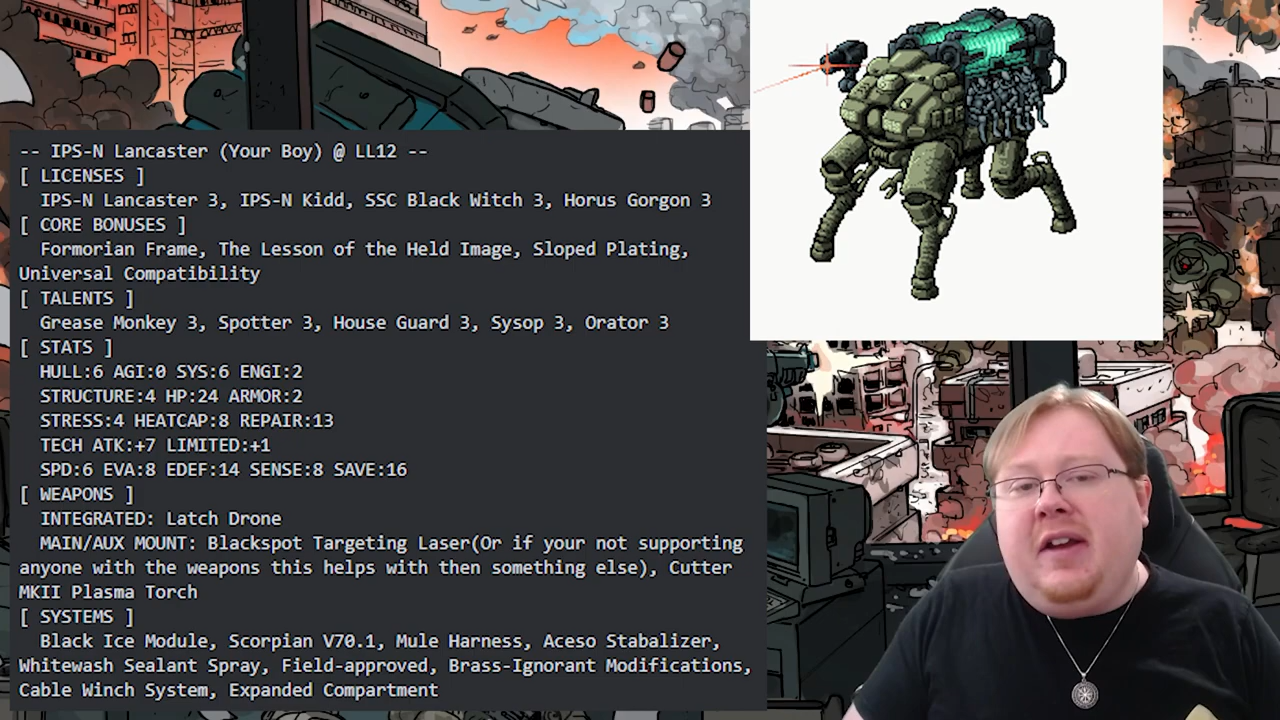 -- IPS-N Lancaster (Your Boy) @ LL12 --
[ LICENSES ]
IPS-N Lancaster 3, IPS-N Kidd, SSC Black Witch 3, Horus Gorgon 3
[ CORE BONUSES ]
Formorian Frame, The Lesson of the Held Image, Sloped Plating,
Universal Compatibility
[ TALENTS ]
Grease Monkey 3, Spotter 3, House Guard 3, Sysop 3, Orator 3
[ STATS ]
HULL:6 AGI:0 SYS:6 ENGI:2
STRUCTURE:4 HP:24 ARMOR:2
STRESS:4 HEATCAP:8 REPAIR:13
TECH ATK:+7 LIMITED:+1
SPD:6 EVA:8 EDEF:14 SENSE:8 SAVE:16
[ WEAPONS ]
INTEGRATED: Latch Drone
MAIN/AUX MOUNT: Blackspot Targeting Laser(Or if your not supporting
anyone with the weapons this helps with then something else), Cutter
MKII Plasma Torch
[ SYSTEMS ]
Black Ice Module, Scorpian V70.1, Mule Harness, Aceso Stabalizer,
Whitewash Sealant Spray, Field-approved, Brass-Ignorant Modifications,
Cable Winch System, Expanded Compartment